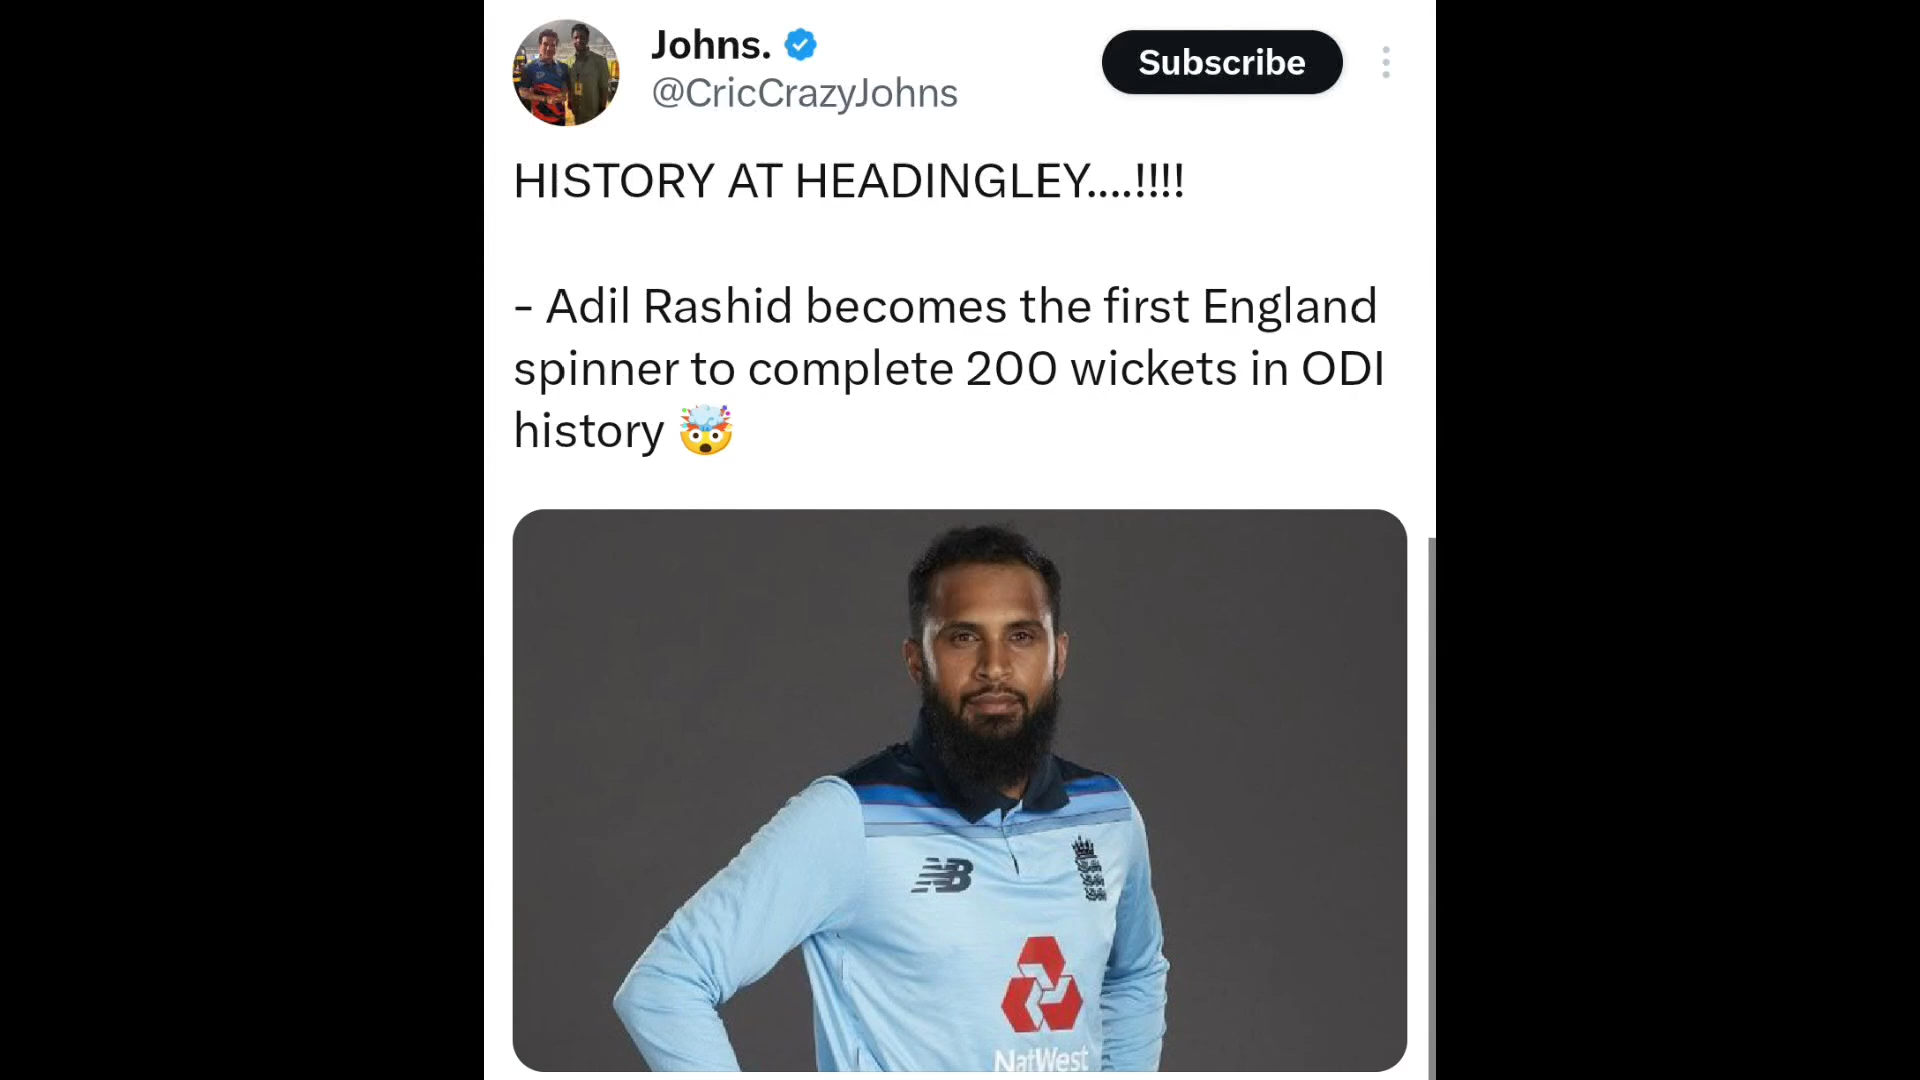 Johns.
@CricCrazyJohns
Subscribe
HISTORY AT HEADINGLEY....!!!!
- Adil Rashid becomes the first England
spinner to complete 200 wickets in ODI
history 🤯
NB
NatWest